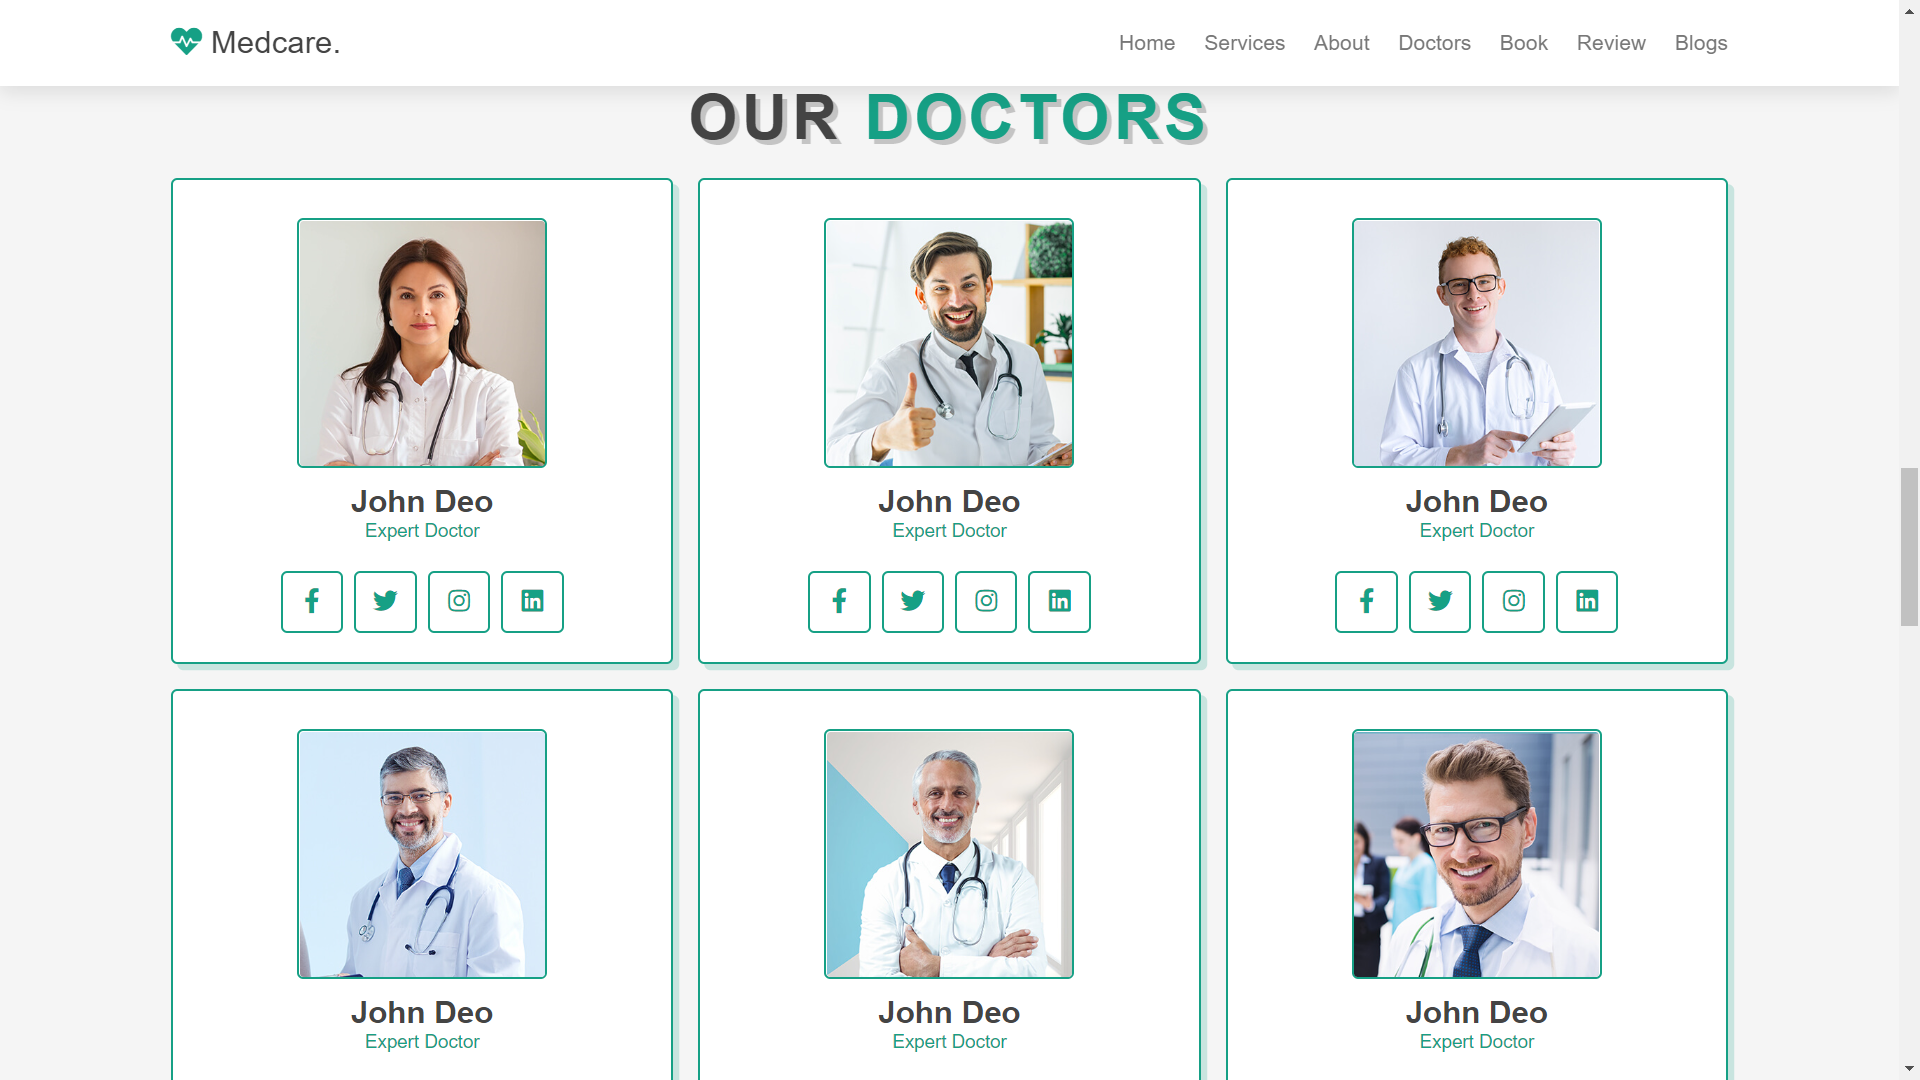 Medcare.
Home Services About Doctors Book Review Blogs
OUR DOCTORS
John Deo John Deo John Deo
Expert Doctor Expert Doctor Expert Doctor
John Deo John Deo John Deo
Expert Doctor Expert Doctor Expert Doctor